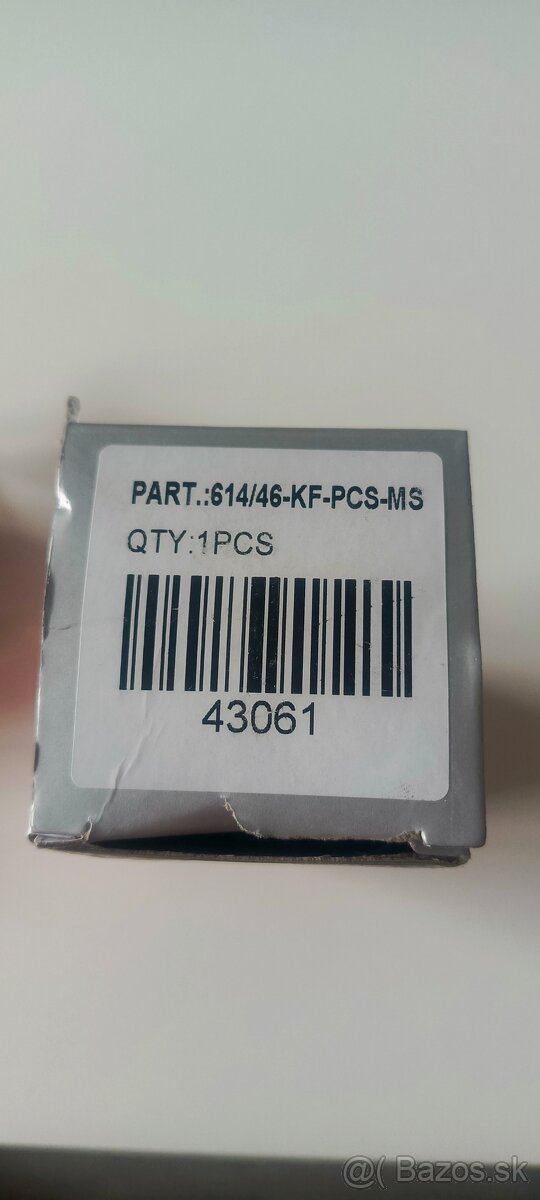 PART.:614/46-KF-PCS-MS
QTY:1PCS
43061
@( Bazos.sk